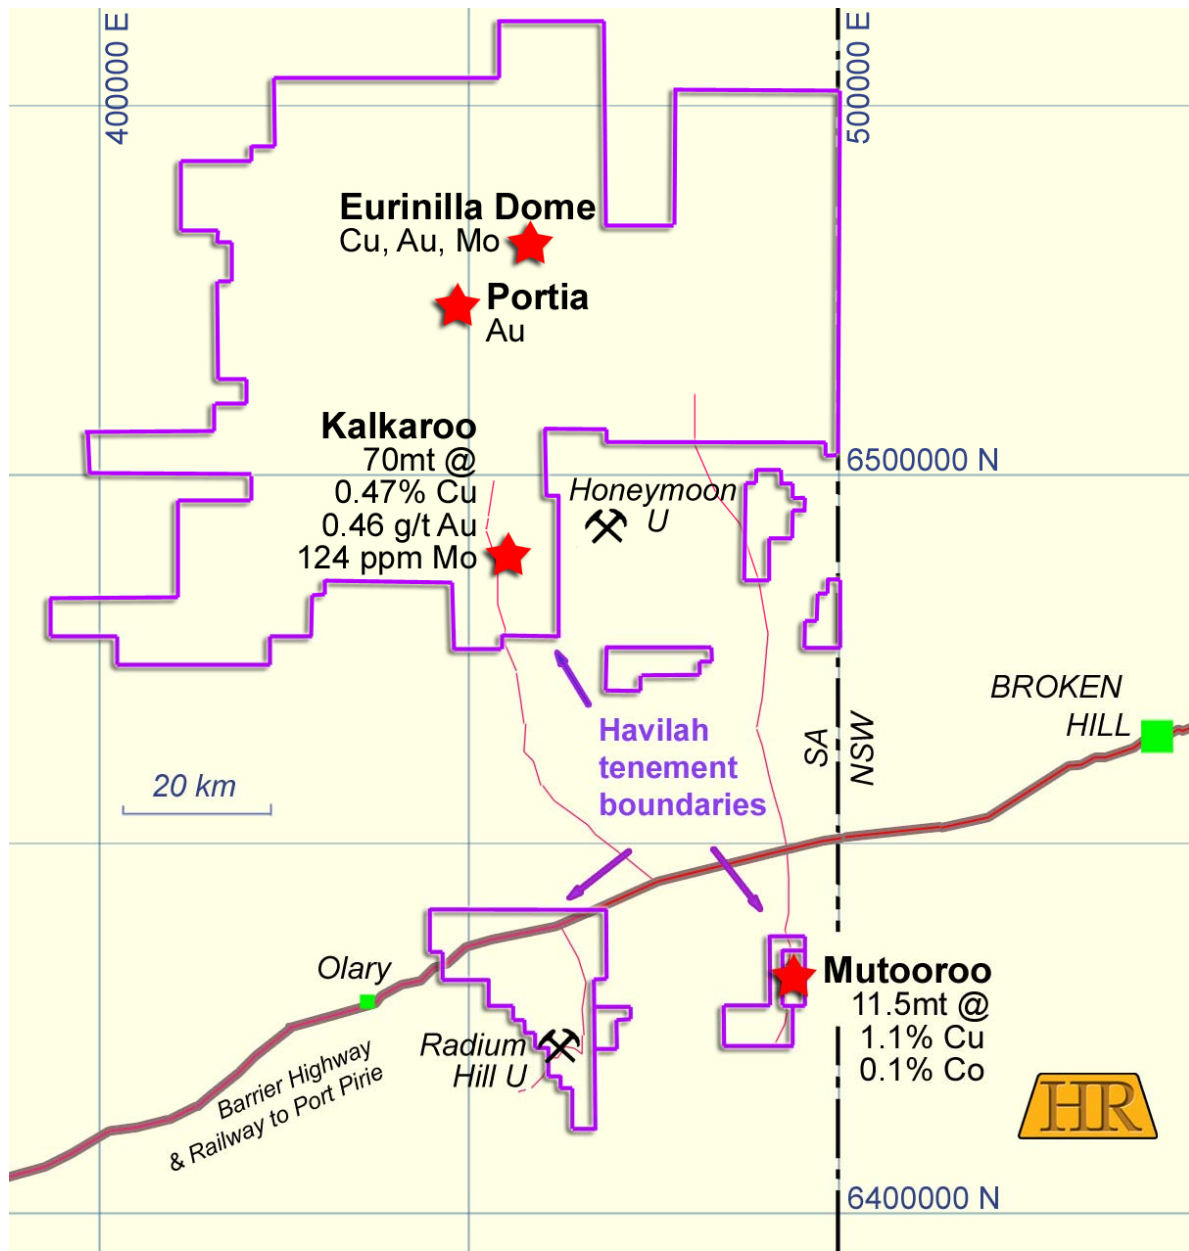 400000 E
500000 E
Eurinilla Dome
Cu, Au, Mo
Portia
Au
Kalkaroo
70mt @
0.47% Cu
0.46 g/t Au
124 ppm Mo
6500000 N
Honeymoon
U
BROKEN
HILL
SA
NSW
Havilah
tenement
boundaries
20 km
Olary
Mutooroo
11.5mt @
1.1% Cu
0.1% Co
Radium
Hill U
Barrier Highway
& Railway to Port Pirie
HR
6400000 N